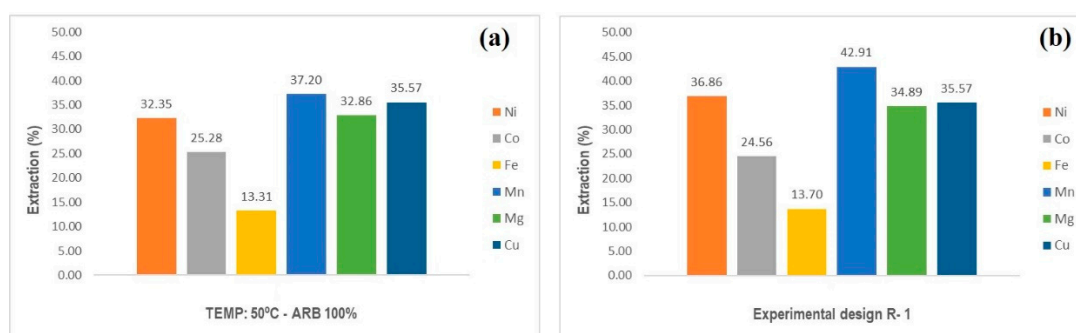 (a)
50.00
45.00
40.00
35.00
30.00
25.00
20.00
15.00
10.00
5.00
0.00
Extraction (%)
32.35
25.28
13.31
37.20
32.86
35.57
Ni
Co
Fe
Mn
Mg
Cu
TEMP: 50°C - ARB 100%
(b)
50.00
45.00
40.00
35.00
30.00
25.00
20.00
15.00
10.00
5.00
0.00
Extraction (%)
36.86
24.56
13.70
42.91
34.89
35.57
Ni
Co
Fe
Mn
Mg
Cu
Experimental design R- 1